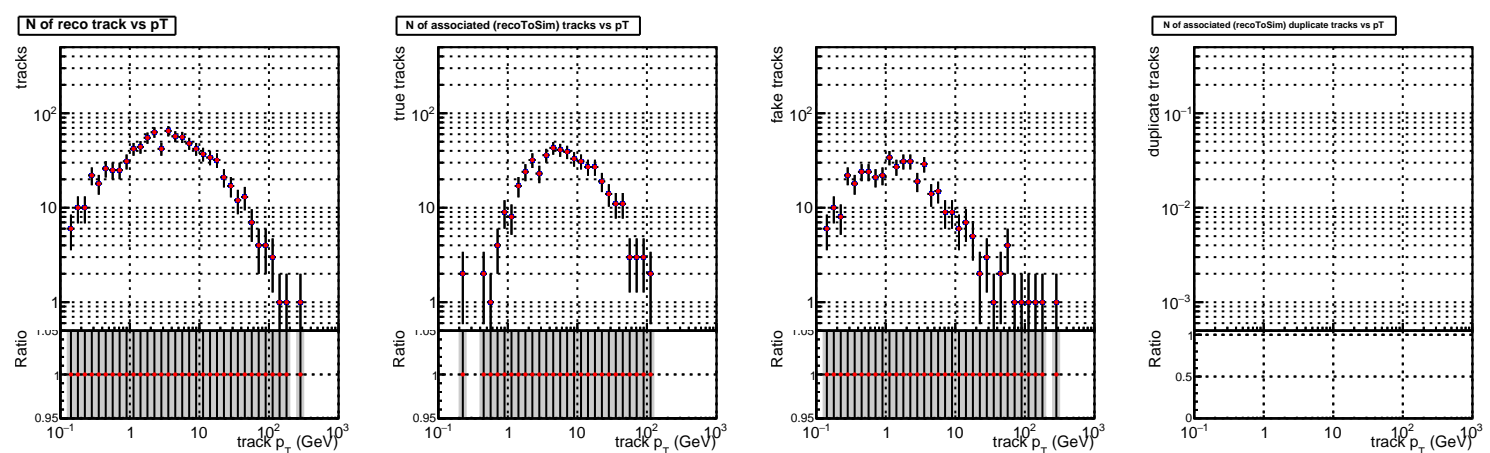 N of reco track vs pT
tracks
10²
10
1
Ratio
1.05
1
0.95
10⁻¹ 1 10 10² 10³
track p_T (GeV)
N of associated (recoToSim) tracks vs pT
true tracks
10²
10
1
Ratio
1.05
1
0.95
10⁻¹ 1 10 10² 10³
track p_T (GeV)
fake tracks
10²
10
1
Ratio
1.05
1
0.95
10⁻¹ 1 10 10² 10³
track p_T (GeV)
N of associated (recoToSim) duplicate tracks vs pT
duplicate tracks
10⁻¹
10⁻²
10⁻³
Ratio
1
0.5
0
10⁻¹ 1 10 10² 10³
track p_T (GeV)